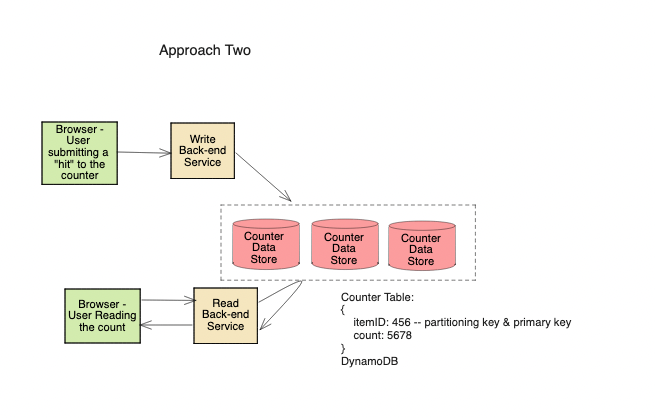 Approach Two
Browser -
User
submitting a
"hit" to the
counter
Write
Back-end
Service
Counter
Data
Store
Counter
Data
Store
Counter
Data
Store
Browser -
User Reading
the count
Read
Back-end
Service
Counter Table:
{
itemID: 456 -- partitioning key & primary key
count: 5678
}
DynamoDB